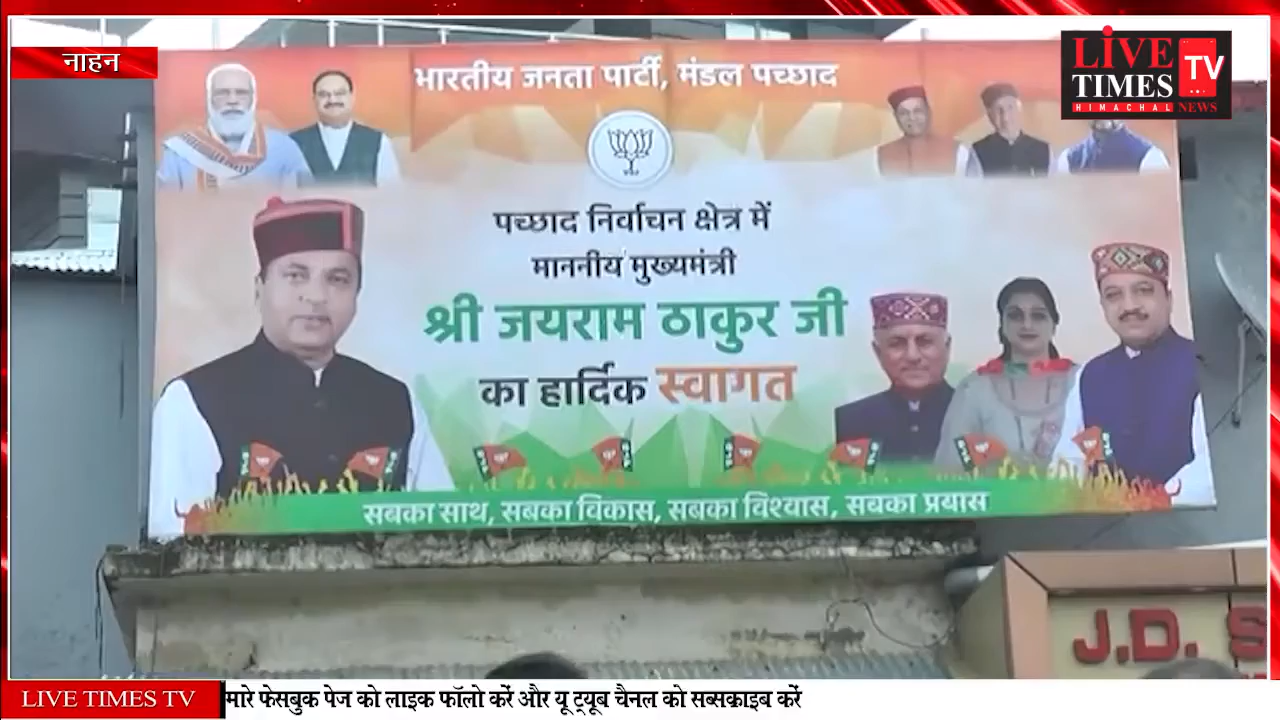 नाहन
LIVE
TIMES TV
HIMACHAL NEWS
भारतीय जनता पार्टी, मंडल पच्छाद
पच्छाद निर्वाचन क्षेत्र में
माननीय मुख्यमंत्री
श्री जयराम ठाकुर जी
का हार्दिक स्वागत
सबका साथ, सबका विकास, सबका विश्वास, सबका प्रयास
J.D. S
LIVE TIMES TV
मारे फेसबुक पेज को लाइक फॉलो करें और यू ट्यूब चैनल को सब्सक्राइब करें